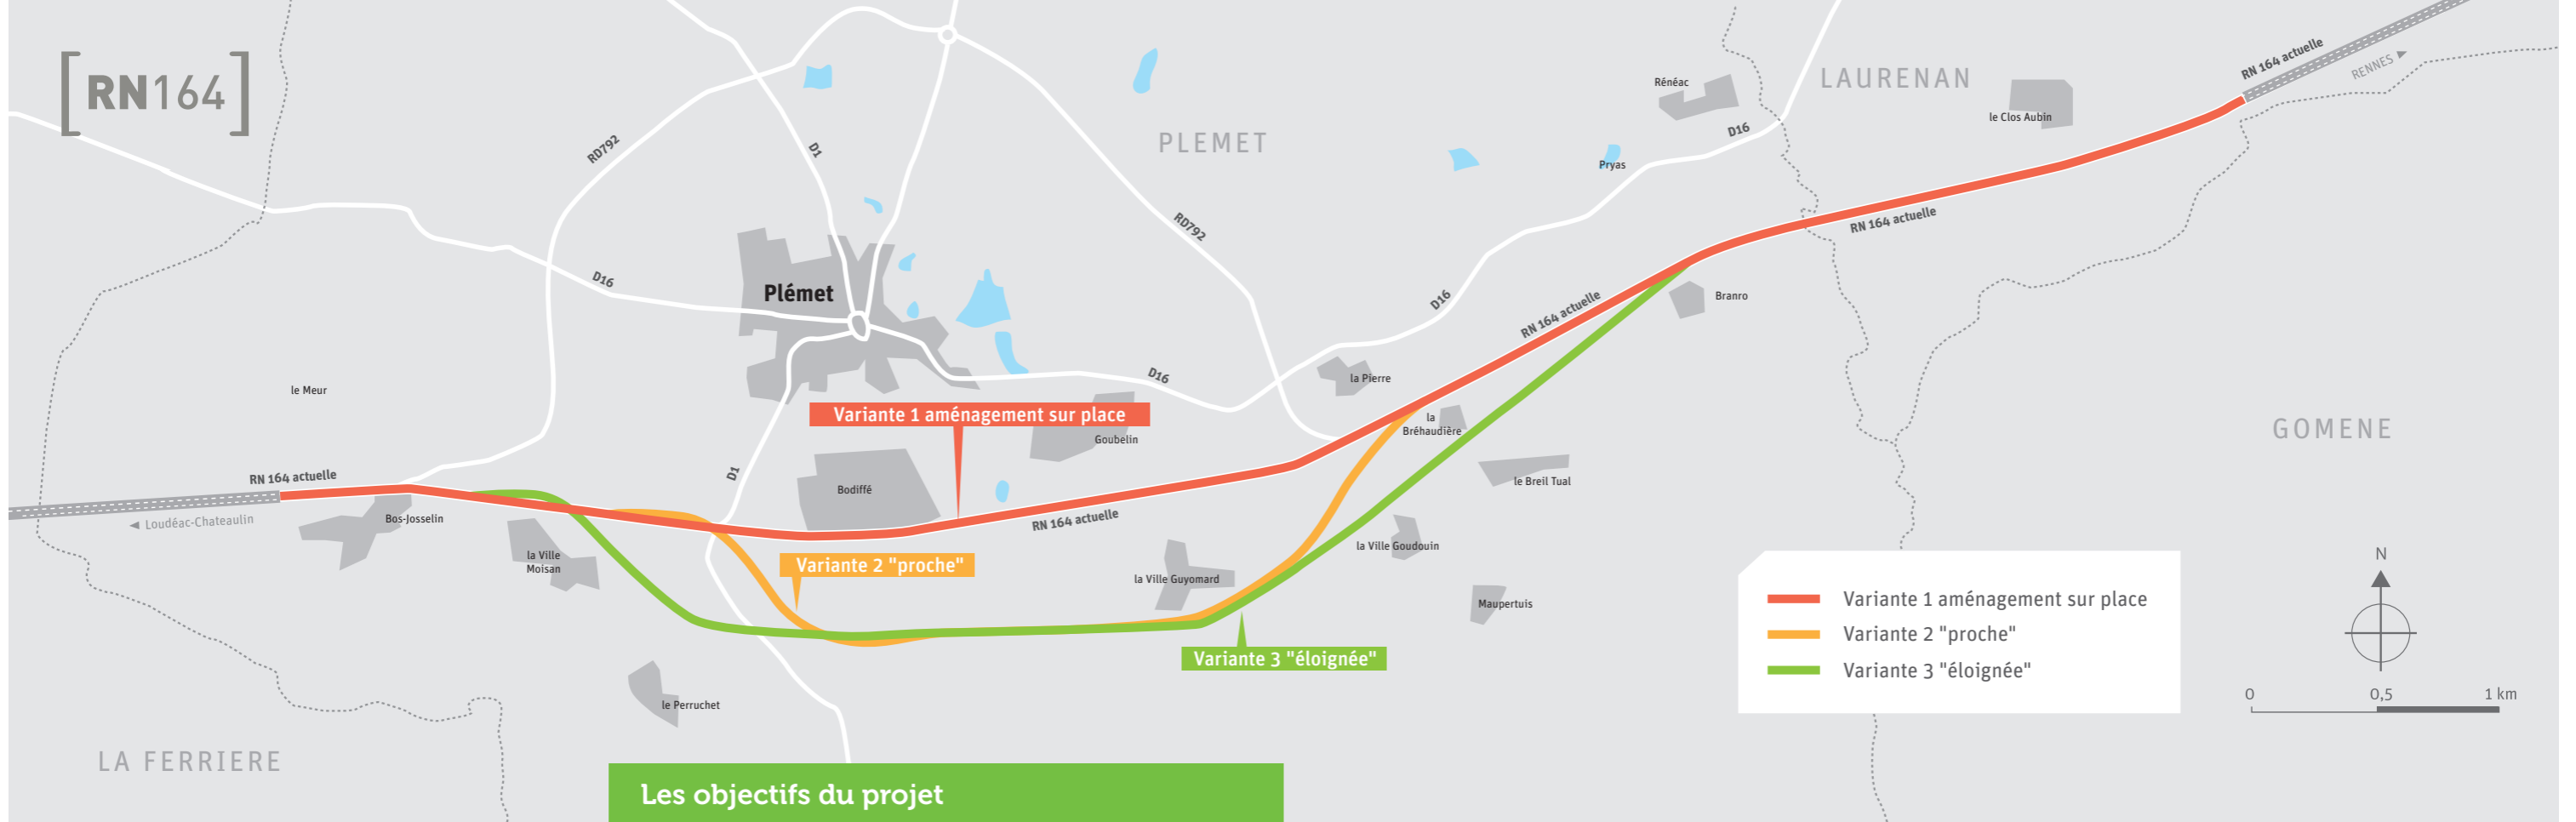 [RN164]
RN 164 actuelle
RENNES
LAURENAN
Rénéac
le Clos Aubin
D16
PLEMET
RD792
D1
Pryas
RN 164 actuelle
RD792
D16
Plémet
D16
RN 164 actuelle
Branro
la Pierre
D16
le Meur
Variante 1 aménagement sur place
la
Bréhaudière
GOMENE
Goubelin
RN 164 actuelle
D1
Bodiffé
le Breil Tual
Loudéac-Chateaulin
Bos-Josselin
RN 164 actuelle
la Ville
Moisan
la Ville Goudouin
Variante 2 "proche"
la Ville Guyomard
Maupertuis
Variante 3 "éloignée"
le Perruchet
Variante 1 aménagement sur place
Variante 2 "proche"
Variante 3 "éloignée"
N
0 0,5 1 km
LA FERRIERE
Les objectifs du projet